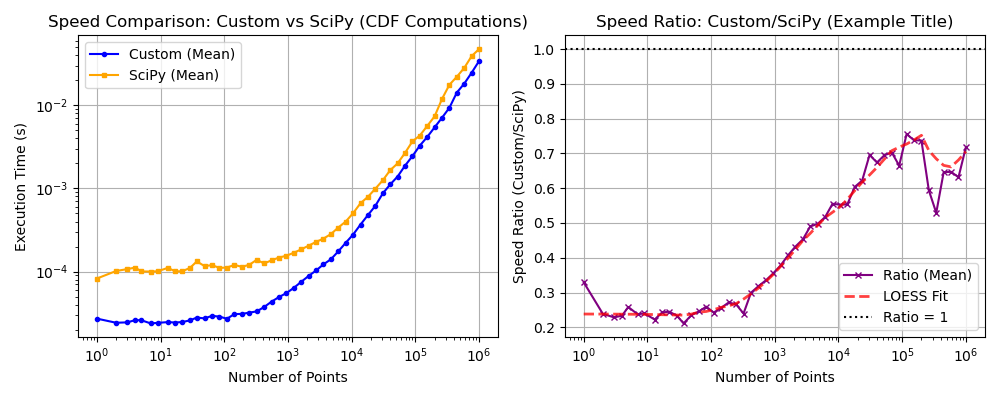 Speed Comparison: Custom vs SciPy (CDF Computations)
Custom (Mean)
SciPy (Mean)
Execution Time (s)
10⁻²
10⁻³
10⁻⁴
10⁰ 10¹ 10² 10³ 10⁴ 10⁵ 10⁶
Number of Points
Speed Ratio: Custom/SciPy (Example Title)
Speed Ratio (Custom/SciPy)
1.0
0.9
0.8
0.7
0.6
0.5
0.4
0.3
0.2
Ratio (Mean)
LOESS Fit
Ratio = 1
10⁰ 10¹ 10² 10³ 10⁴ 10⁵ 10⁶
Number of Points